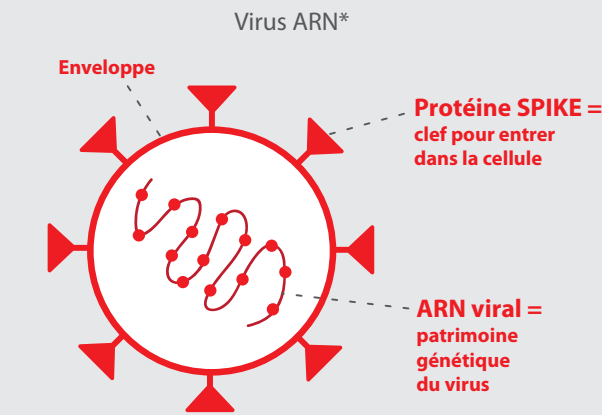 Virus ARN*
Enveloppe
Protéine SPIKE =
clef pour entrer
dans la cellule
ARN viral =
patrimoine
génétique
du virus